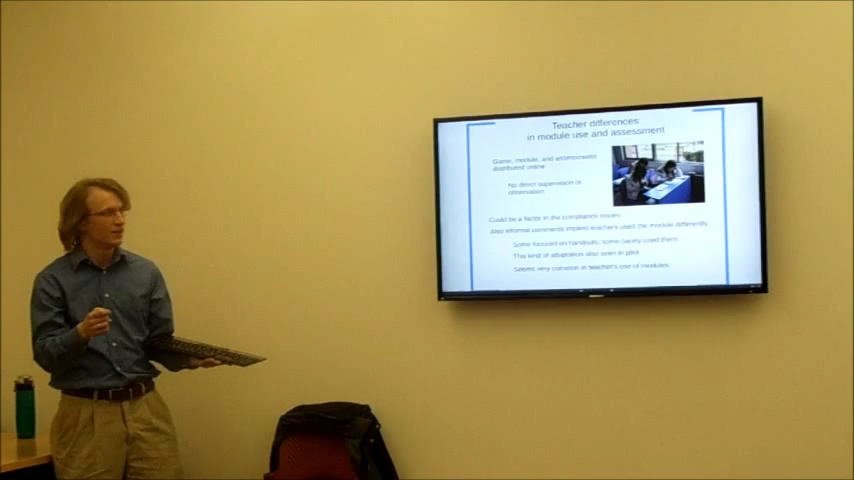 Teacher differences
in module use and assessment
Game, module, and assessments
distributed online
No direct supervision or
observation
Could be a factor in the compliance issues
Also informal comments implied teachers used the module differently
Some focused on handouts, some barely used them
This kind of adaptation also seen in pilot
Seems very common in teacher's use of modules